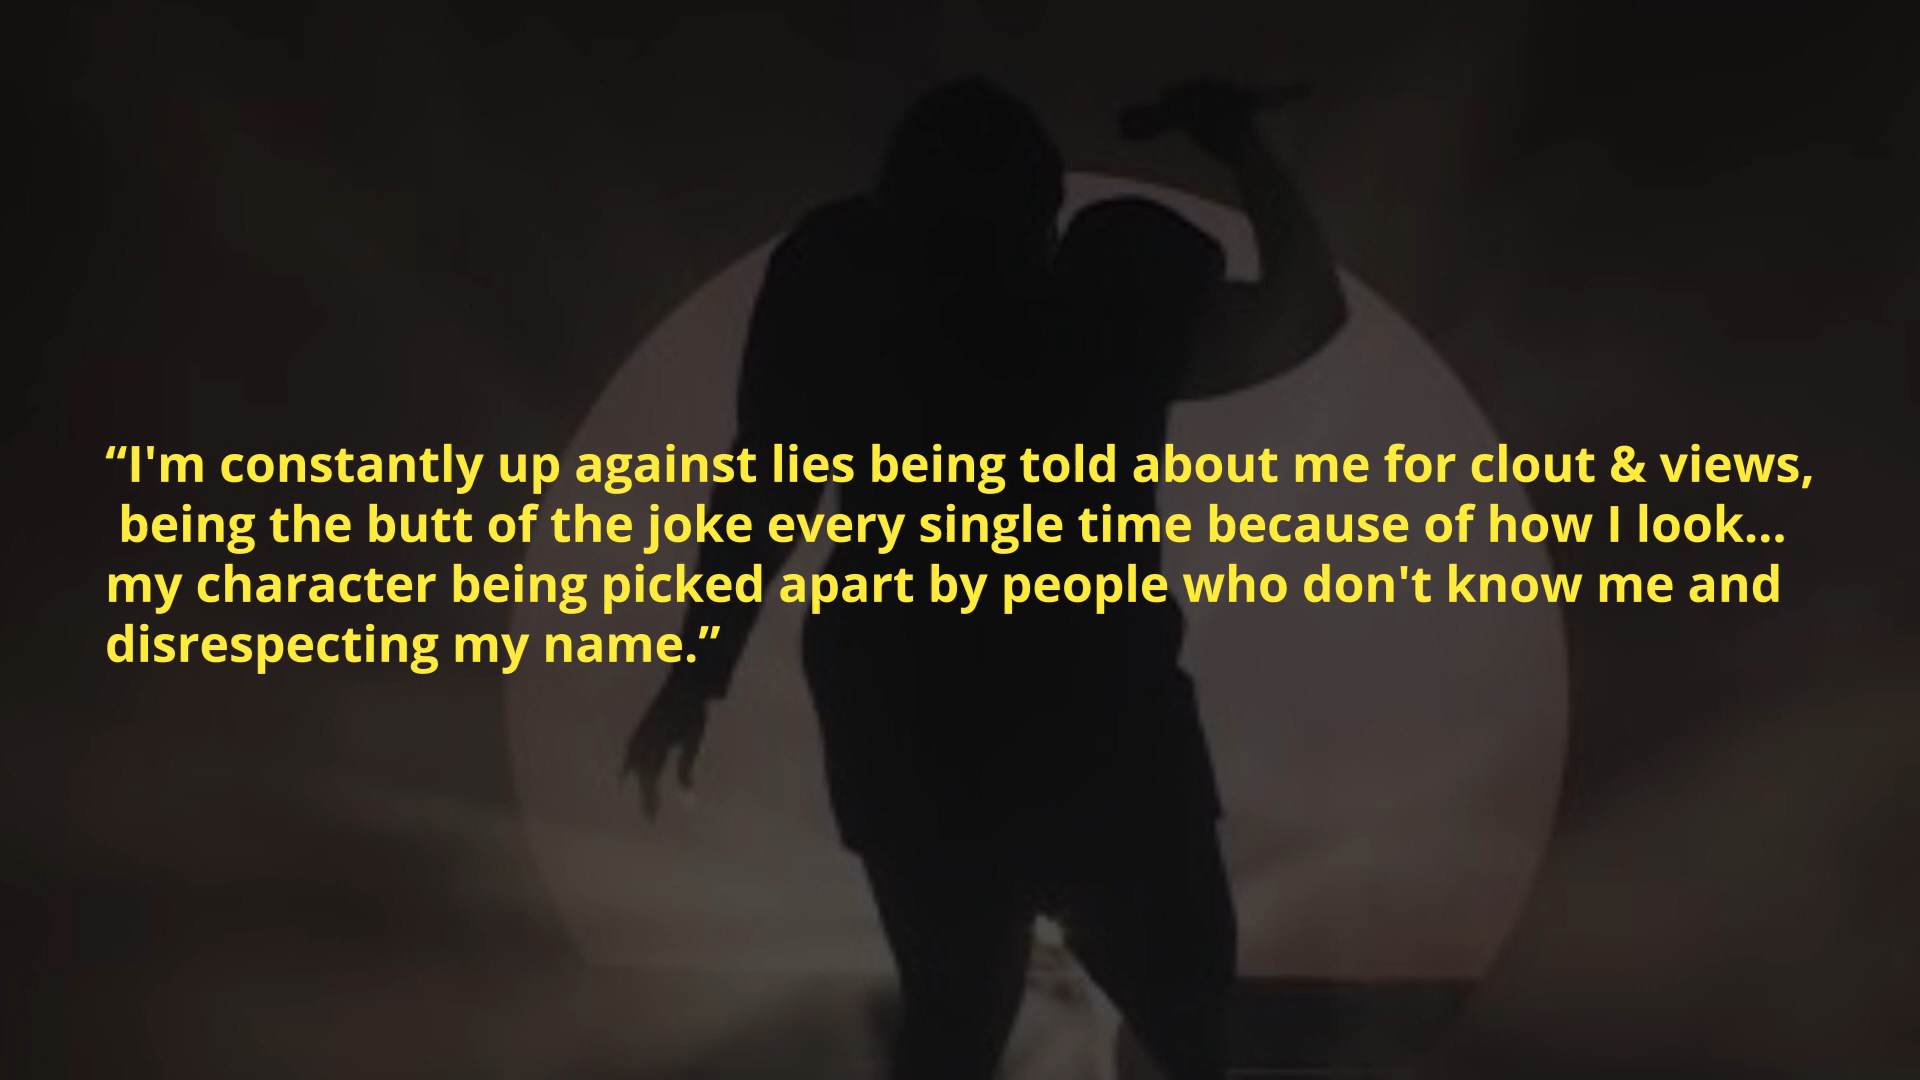 “I'm constantly up against lies being told about me for clout & views,
being the butt of the joke every single time because of how I look...
my character being picked apart by people who don't know me and
disrespecting my name.”